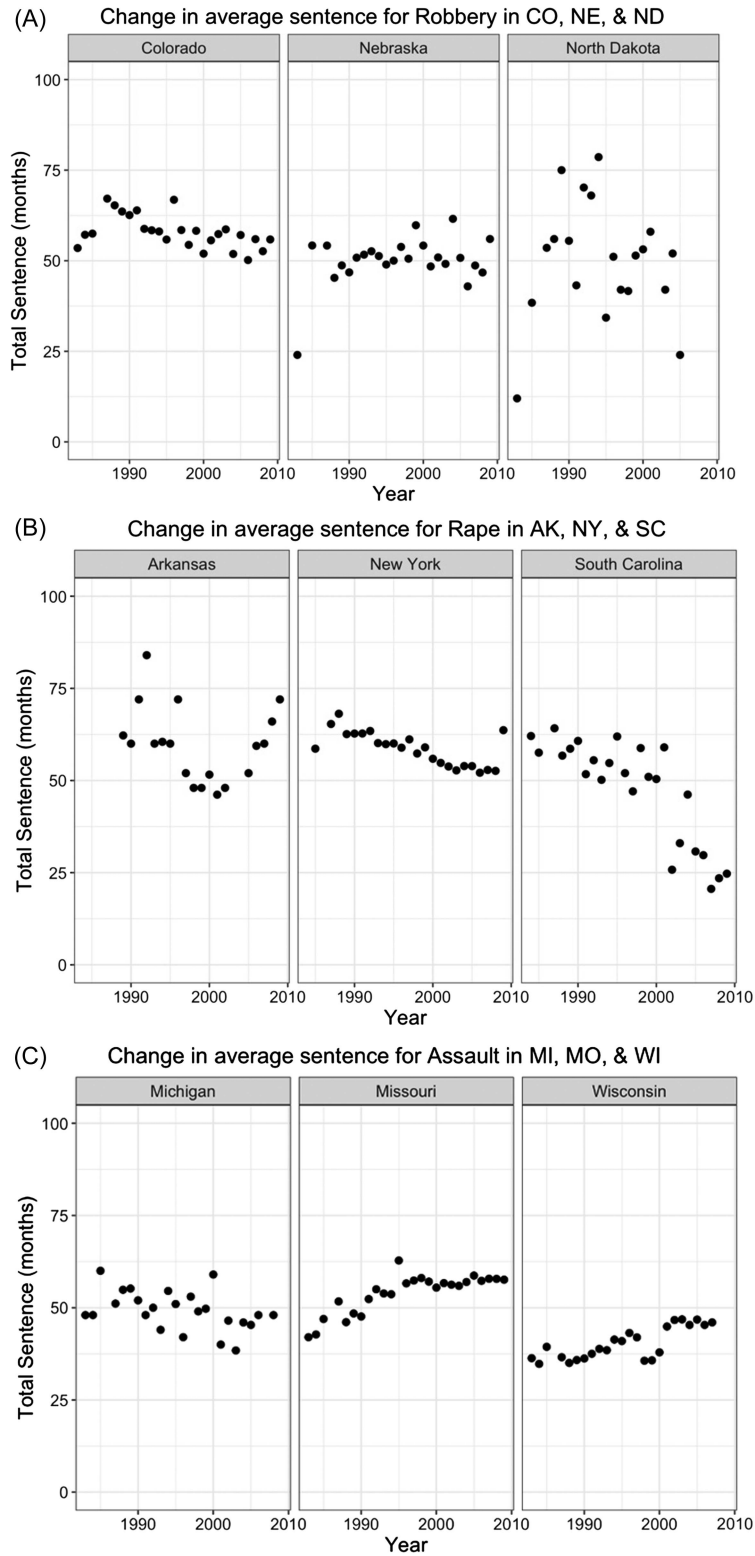 (A) Change in average sentence for Robbery in CO, NE, & ND
Colorado Nebraska North Dakota
100
75
50
25
0
Total Sentence (months)
1990 2000 2010 1990 2000 2010 1990 2000 2010
Year
(B) Change in average sentence for Rape in AK, NY, & SC
Arkansas New York South Carolina
100
75
50
25
0
Total Sentence (months)
1990 2000 2010 1990 2000 2010 1990 2000 2010
Year
(C) Change in average sentence for Assault in MI, MO, & WI
Michigan Missouri Wisconsin
100
75
50
25
0
Total Sentence (months)
1990 2000 2010 1990 2000 2010 1990 2000 2010
Year